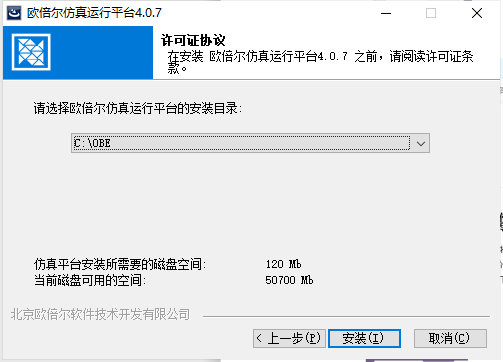 欧倍尔仿真运行平台4.0.7
许可证协议
在安装 欧倍尔仿真运行平台4.0.7 之前，请阅读许可证条
款。
请选择欧倍尔仿真运行平台的安装目录:
C:\OBE
仿真平台安装所需要的磁盘空间: 120 Mb
当前磁盘可用的空间: 50700 Mb
北京欧倍尔软件技术开发有限公司
< 上一步(P) 安装(I) 取消(C)